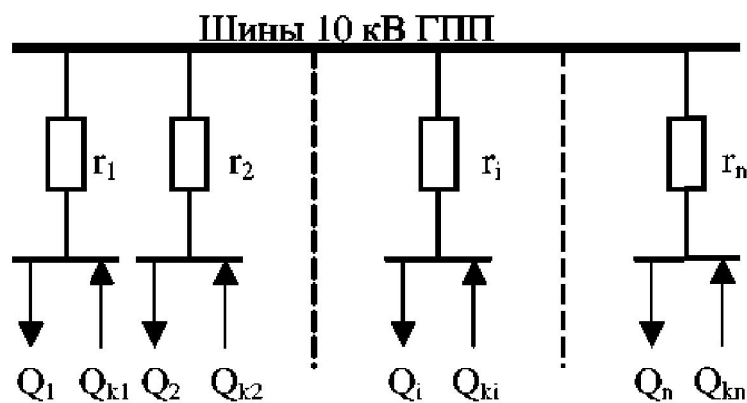 Шины 10 кВ ГПП
r₁ r₂ rᵢ rₙ
Q₁ Qₖ₁ Q₂ Qₖ₂ Qᵢ Qₖᵢ Qₙ Qₖₙ